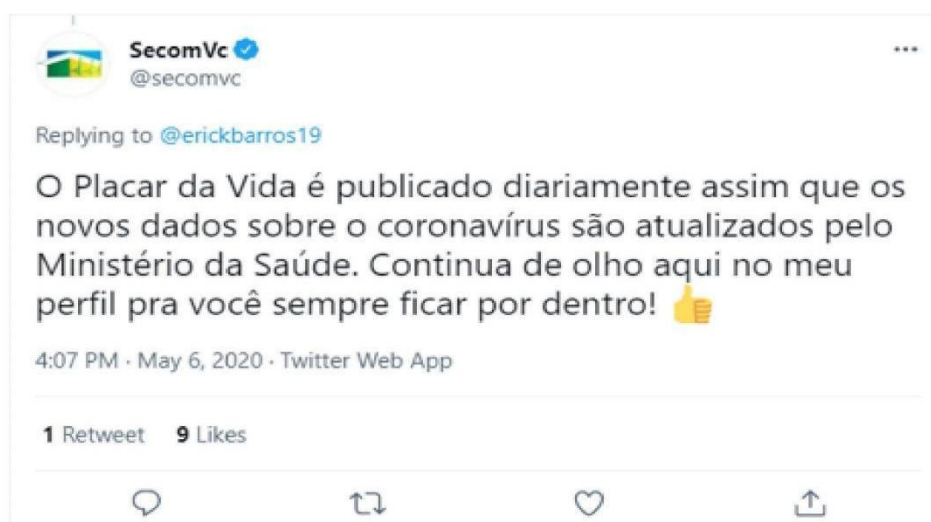 SecomVc
@secomvc
Replying to @erickbarros19
O Placar da Vida é publicado diariamente assim que os
novos dados sobre o coronavírus são atualizados pelo
Ministério da Saúde. Continua de olho aqui no meu
perfil pra você sempre ficar por dentro! 👍
4:07 PM · May 6, 2020 · Twitter Web App
1 Retweet 9 Likes